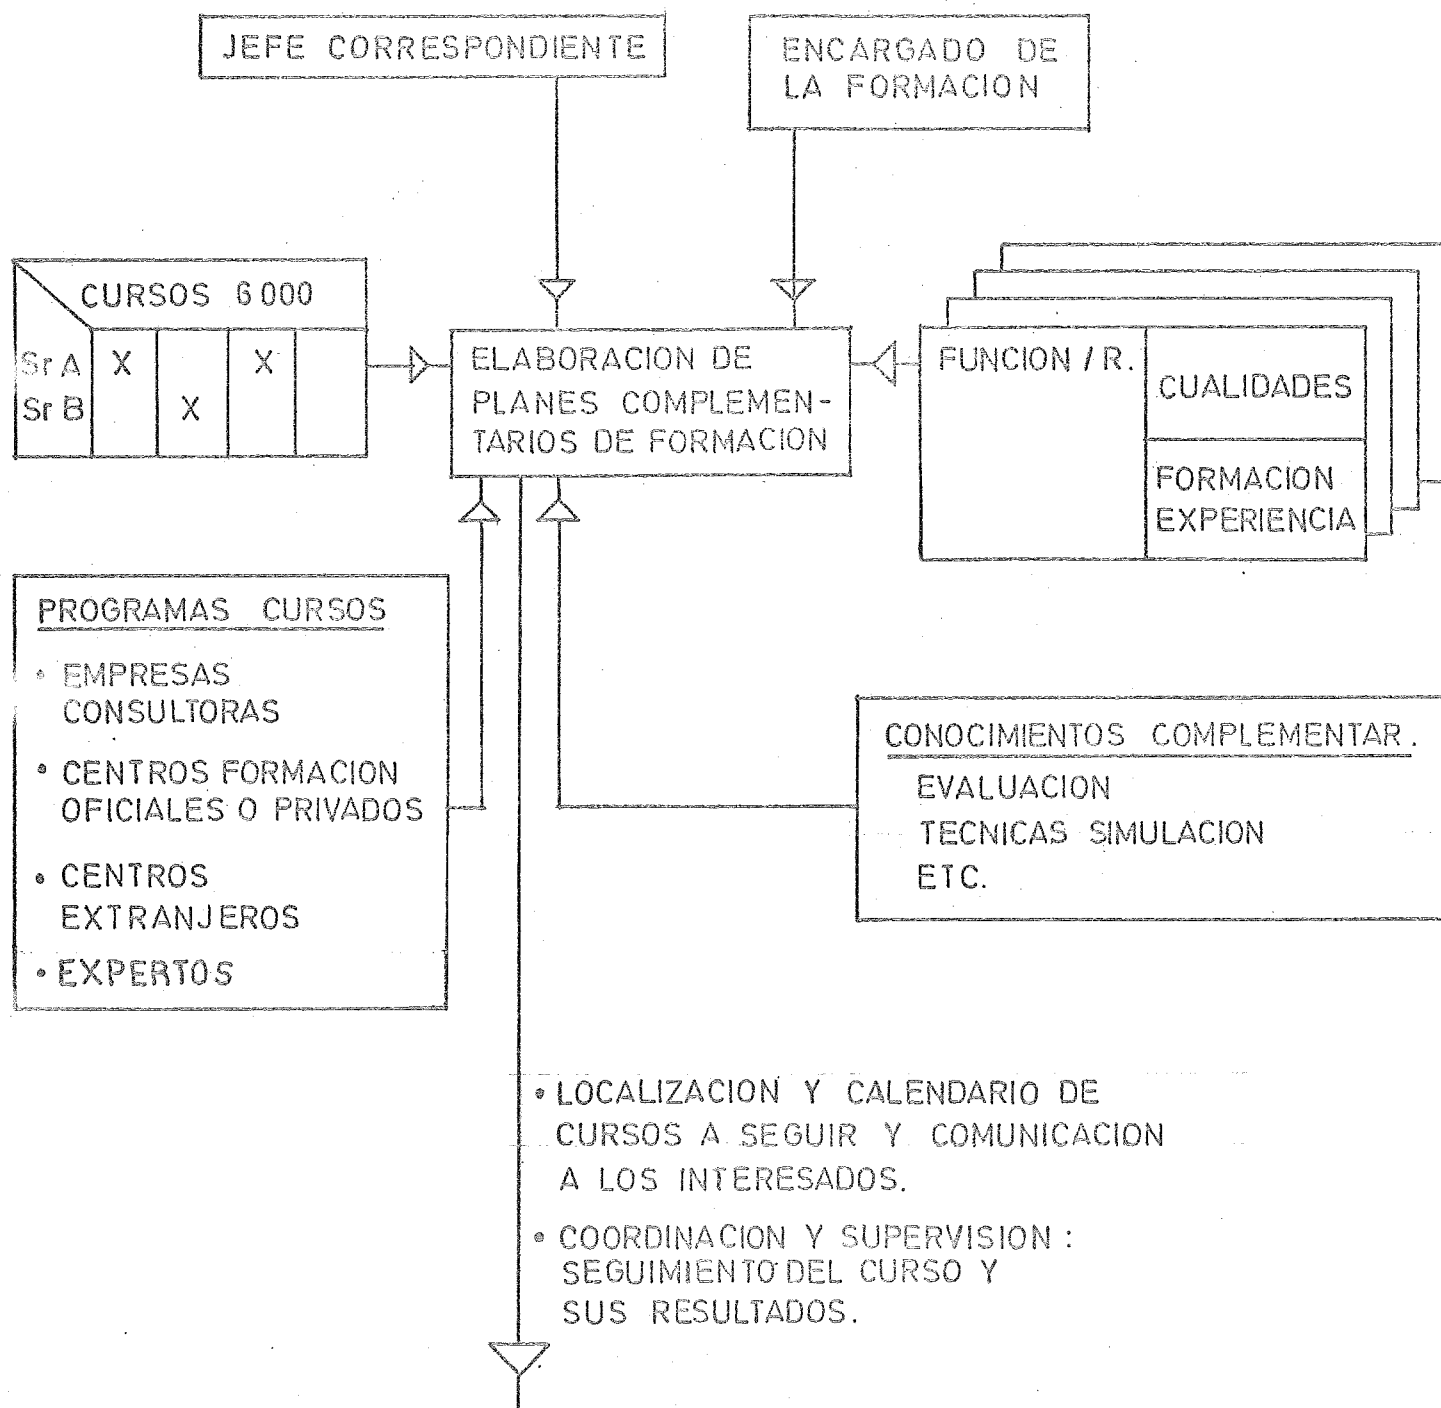 JEFE CORRESPONDIENTE
ENCARGADO DE
LA FORMACION
CURSOS 6000
Sr A X X
Sr B X
ELABORACION DE
PLANES COMPLEMEN-
TARIOS DE FORMACION
FUNCION / R.
CUALIDADES
FORMACION
EXPERIENCIA
PROGRAMAS CURSOS
• EMPRESAS
CONSULTORAS
• CENTROS FORMACION
OFICIALES O PRIVADOS
• CENTROS
EXTRANJEROS
• EXPERTOS
CONOCIMIENTOS COMPLEMENTAR.
EVALUACION
TECNICAS SIMULACION
ETC.
• LOCALIZACION Y CALENDARIO DE
CURSOS A SEGUIR Y COMUNICACION
A LOS INTERESADOS.
• COORDINACION Y SUPERVISION :
SEGUIMIENTO DEL CURSO Y
SUS RESULTADOS.